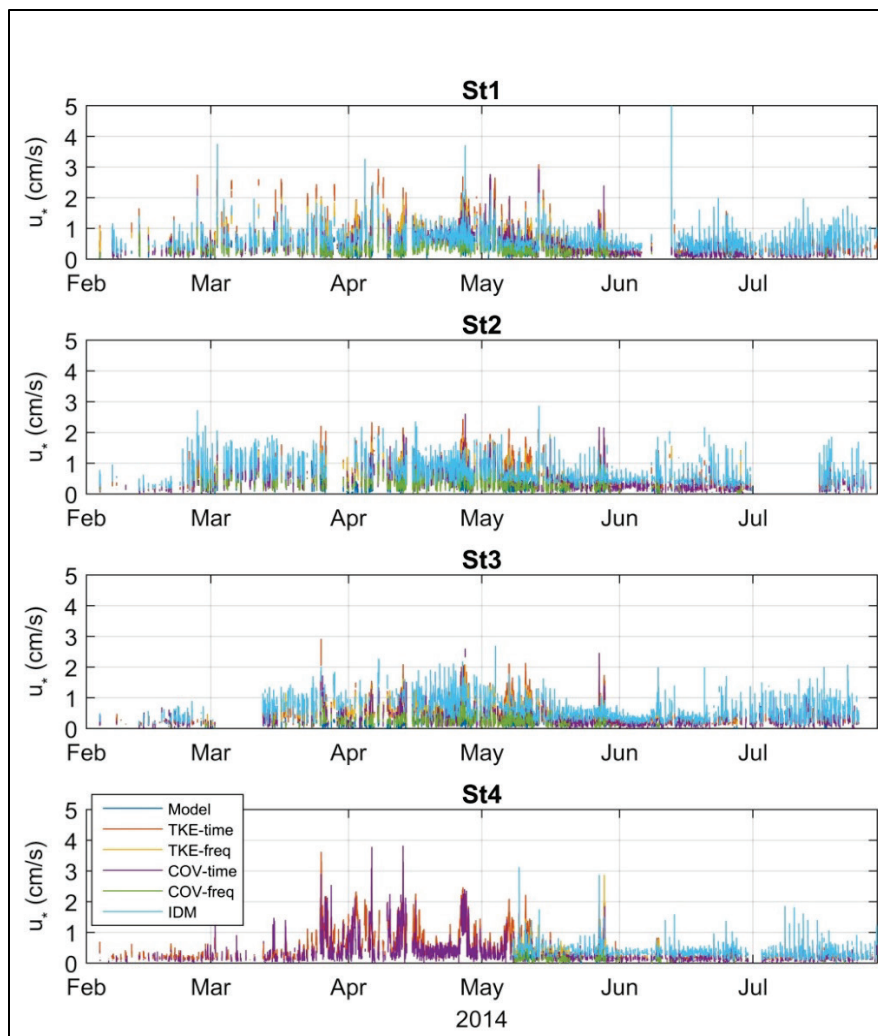 St1
5
4
3
2
1
0
u* (cm/s)
Feb Mar Apr May Jun Jul
St2
5
4
3
2
1
0
u* (cm/s)
Feb Mar Apr May Jun Jul
St3
5
4
3
2
1
0
u* (cm/s)
Feb Mar Apr May Jun Jul
St4
5
4
3
2
1
0
u* (cm/s)
Model
TKE-time
TKE-freq
COV-time
COV-freq
IDM
Feb Mar Apr May Jun Jul
2014